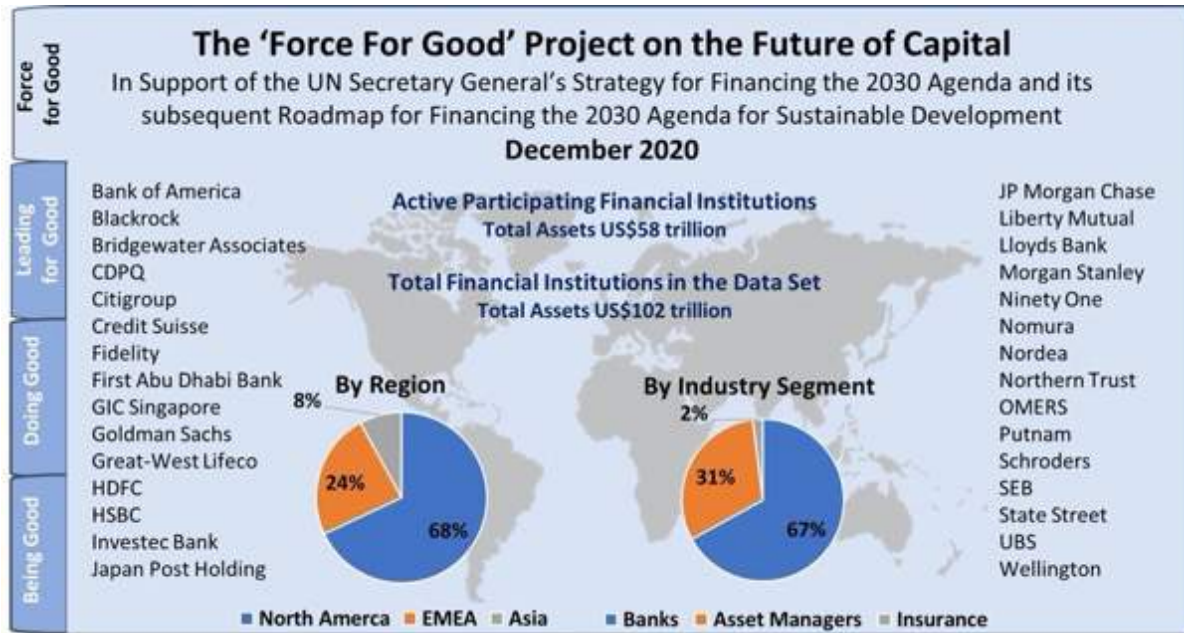 Force
for Good
The 'Force For Good' Project on the Future of Capital
In Support of the UN Secretary General's Strategy for Financing the 2030 Agenda and its
subsequent Roadmap for Financing the 2030 Agenda for Sustainable Development
December 2020
Leading
for Good
Doing Good
Being Good
Bank of America
Blackrock
Bridgewater Associates
CDPQ
Citigroup
Credit Suisse
Fidelity
First Abu Dhabi Bank
GIC Singapore
Goldman Sachs
Great-West Lifeco
HDFC
HSBC
Investec Bank
Japan Post Holding
Active Participating Financial Institutions
Total Assets US$58 trillion
Total Financial Institutions in the Data Set
Total Assets US$102 trillion
By Region
8%
24%
68%
North Amerca EMEA Asia
By Industry Segment
2%
31%
67%
Banks Asset Managers Insurance
JP Morgan Chase
Liberty Mutual
Lloyds Bank
Morgan Stanley
Ninety One
Nomura
Nordea
Northern Trust
OMERS
Putnam
Schroders
SEB
State Street
UBS
Wellington